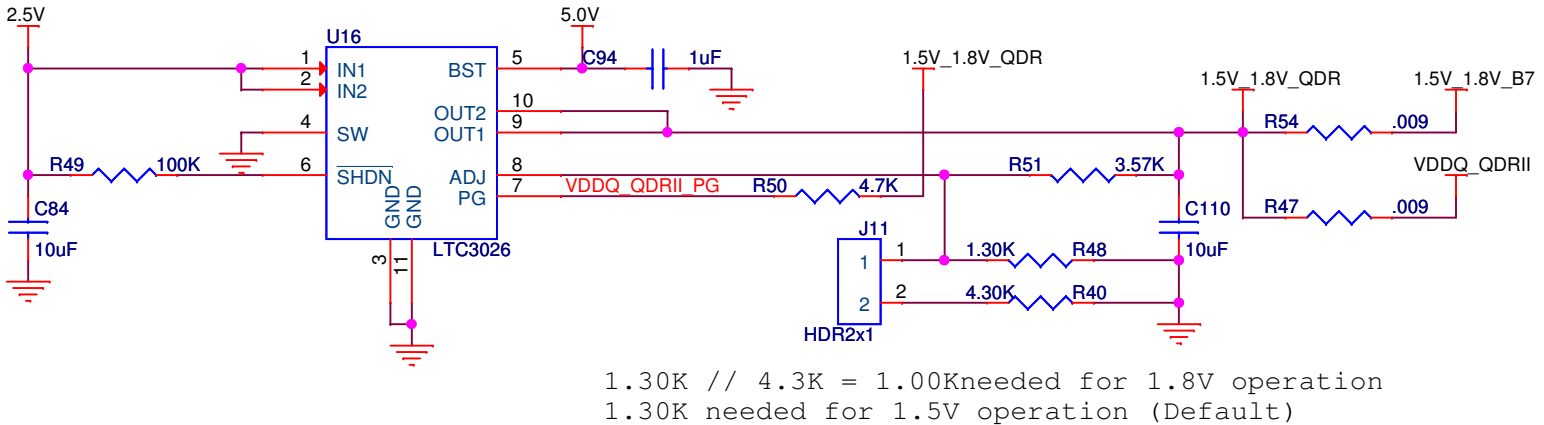 2.5V
5.0V
U16
C94 1uF
1.5V_1.8V_QDR
1.5V_1.8V_QDR
1.5V_1.8V_B7
1 IN1
2 IN2
BST 5
OUT2 10
4 SW
OUT1 9
R54 .009
R49 100K
6 SHDN
ADJ 8
R51 3.57K
VDDQ_QDRII
PG 7
VDDQ_QDRII_PG
R50 4.7K
GND
GND
C84
10uF
LTC3026
3
11
C110
10uF
R47 .009
J11
1 1
1.30K R48
2 2
4.30K R40
HDR2x1
1.30K // 4.3K = 1.00Kneeded for 1.8V operation
1.30K needed for 1.5V operation (Default)